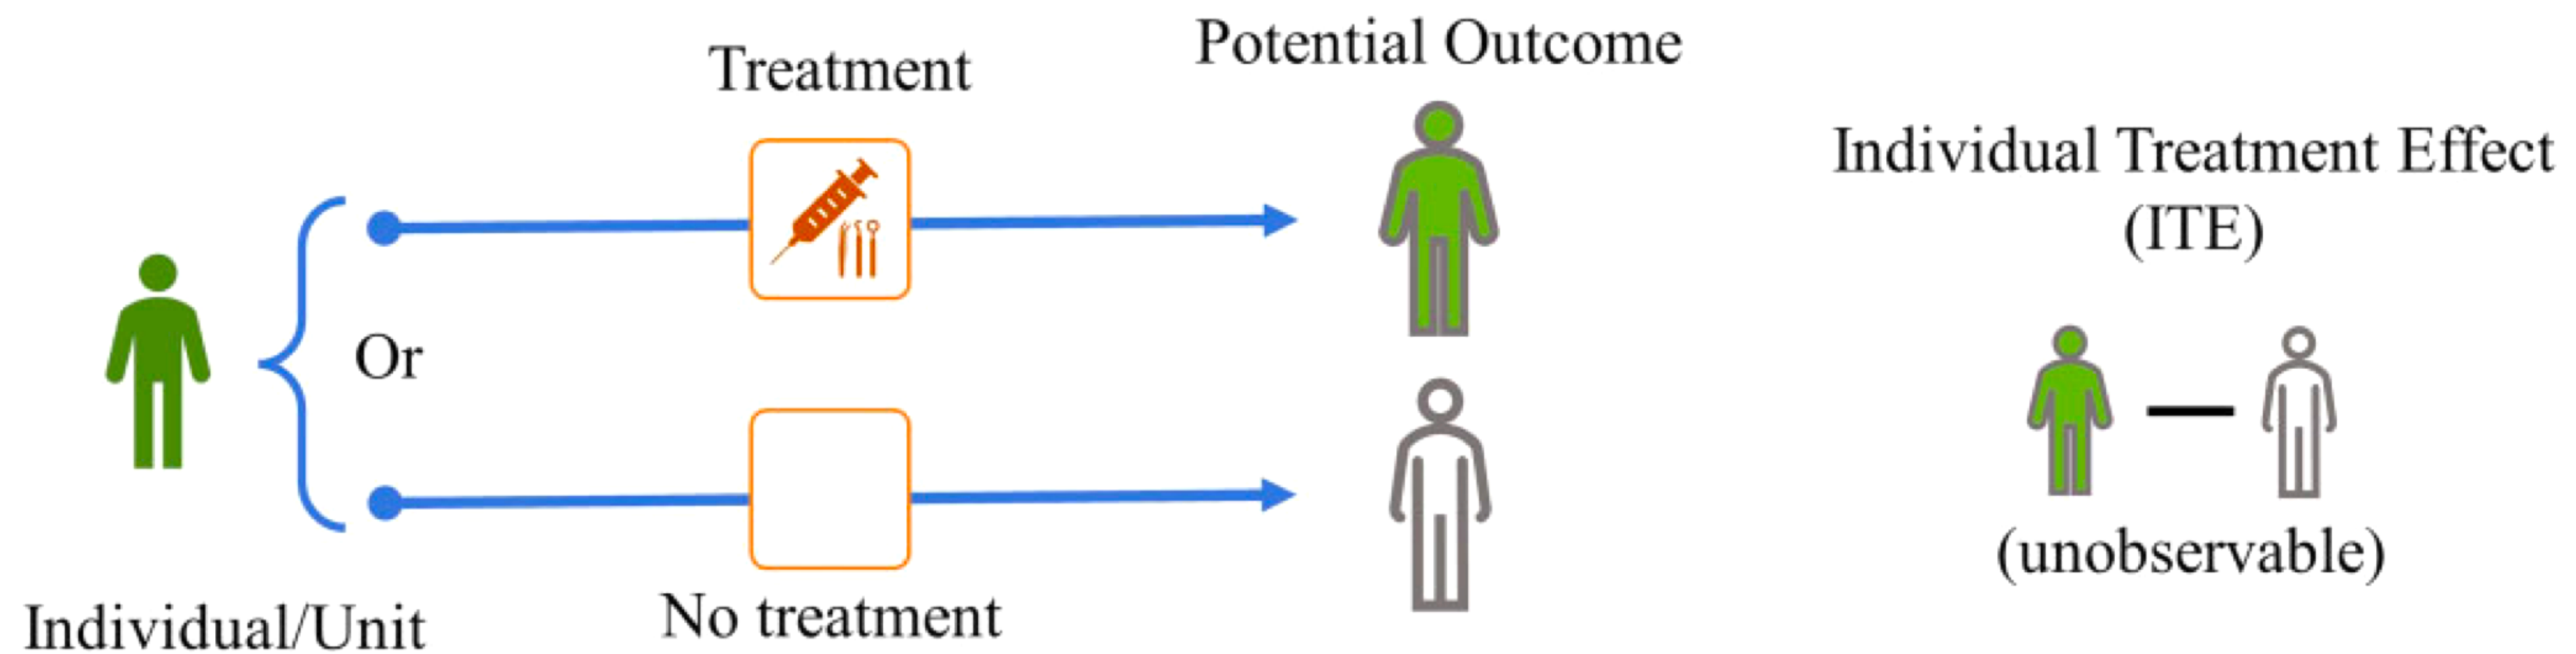 Treatment
Potential Outcome
Individual Treatment Effect
(ITE)
Or
(unobservable)
No treatment
Individual/Unit